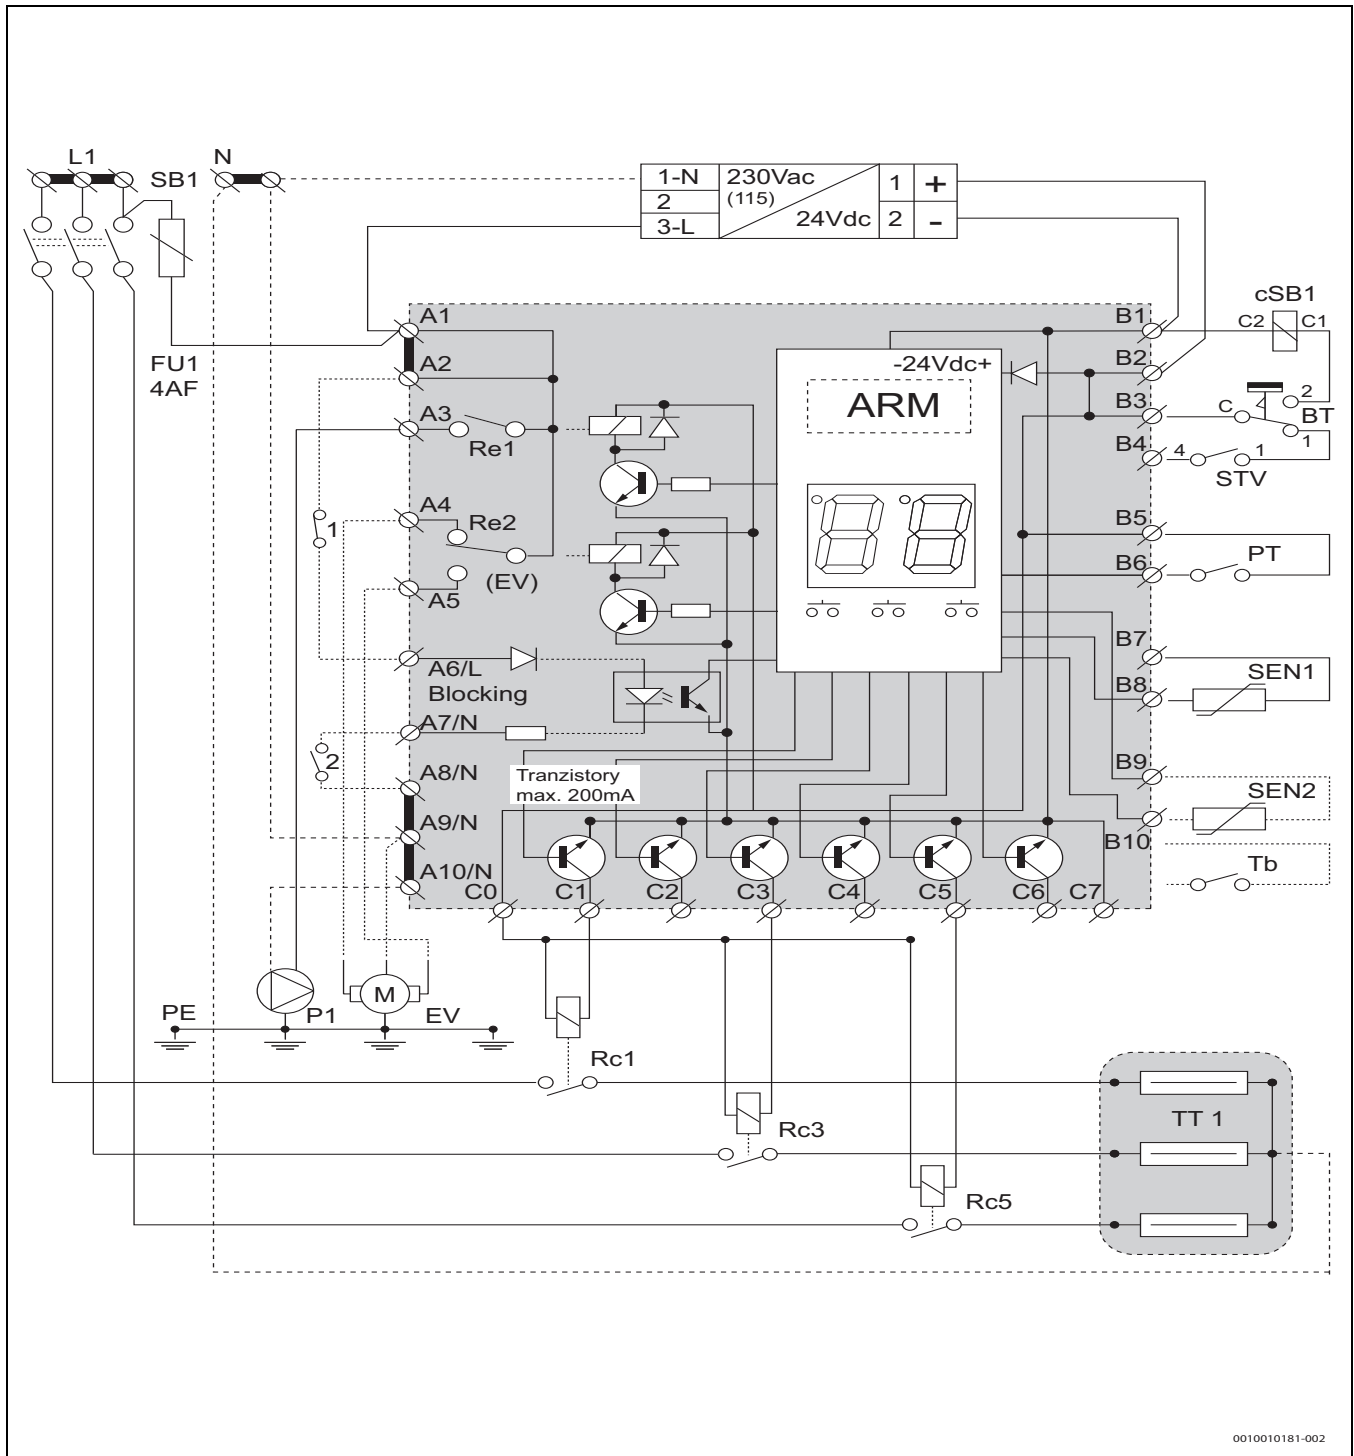 L1
N
SB1
1-N
230Vac
1
+
2
(115)
3-L
24Vdc
2
-
FU1
4AF
A1
A2
A3
Re1
A4
Re2
(EV)
A5
1
A6/L
Blocking
A7/N
2
A8/N
A9/N
A10/N
-24Vdc+
ARM
Tranzistory
max. 200mA
B1
B2
B3
B4
B5
B6
B7
B8
B9
B10
cSB1
C2
C1
2
C
BT
1
4
1
STV
PT
SEN1
SEN2
Tb
C0
C1
C2
C3
C4
C5
C6
C7
PE
P1
M
EV
Rc1
Rc3
Rc5
TT 1
0010010181-002